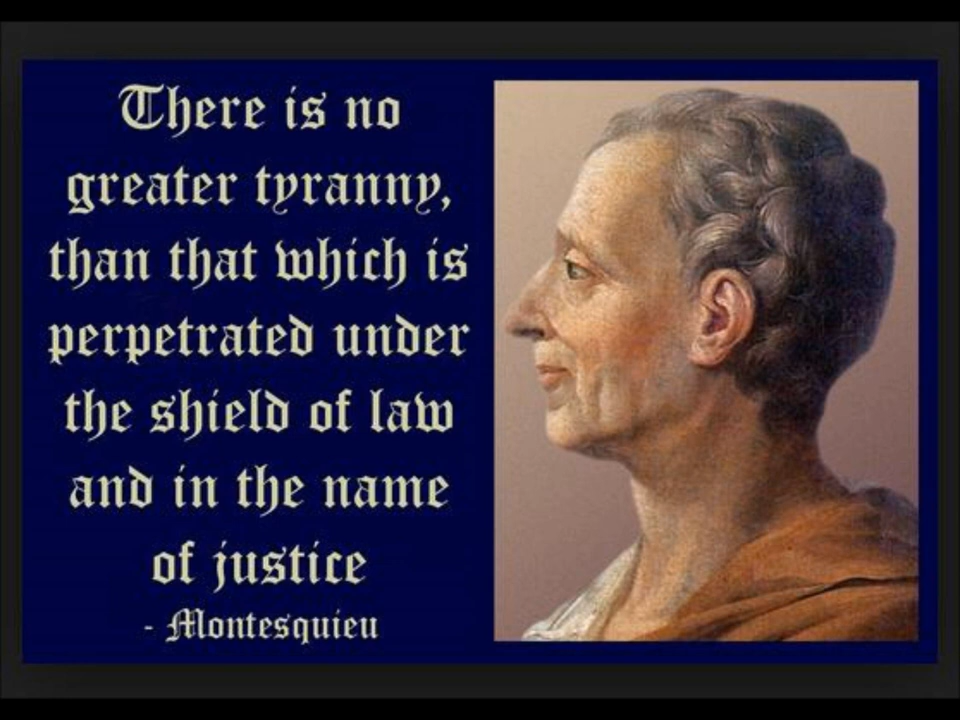 There is no
greater tyranny,
than that which is
perpetrated under
the shield of law
and in the name
of justice
- Montesquieu